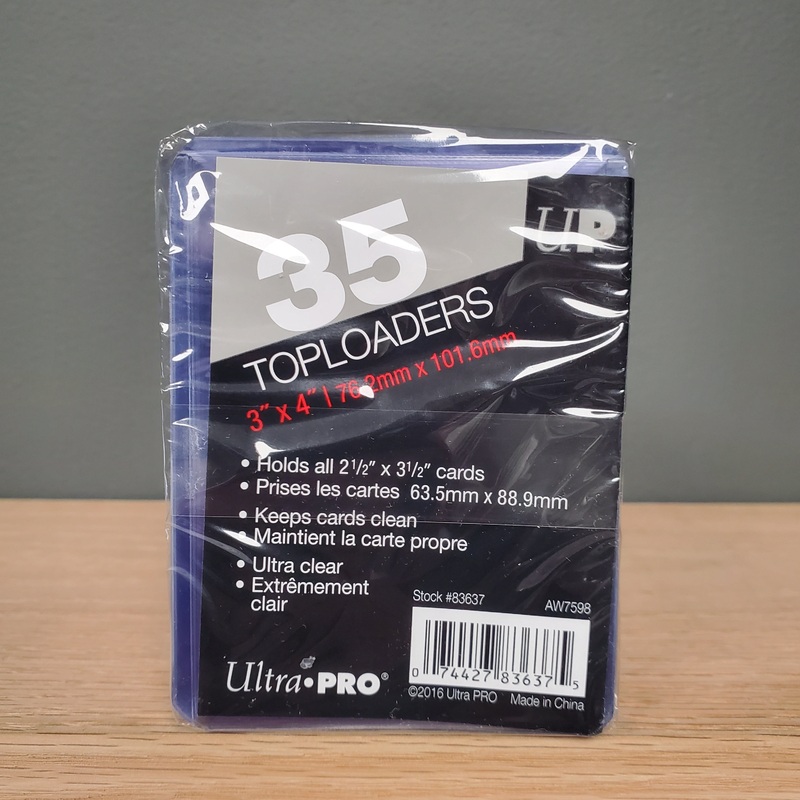 35
UP
TOPLOADERS
3" x 4" | 76.2mm x 101.6mm
• Holds all 2 1/2" x 3 1/2" cards
• Prises les cartes 63.5mm x 88.9mm
• Keeps cards clean
• Maintient la carte propre
• Ultra clear
• Extrêmement
clair
Stock #83637 AW7598
0 74427 83637 5
Ultra•PRO®
©2016 Ultra PRO Made in China